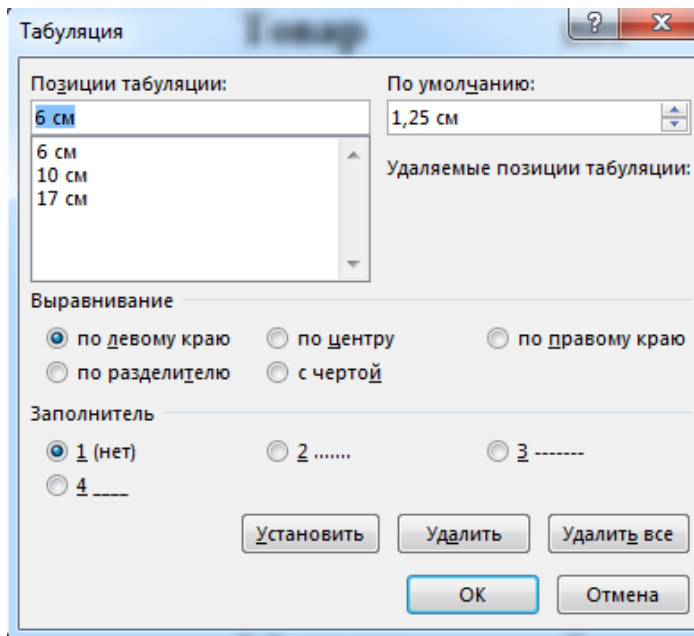 Табуляция
Товар
Позиции табуляции:
По умолчанию:
6 см
1,25 см
6 см
10 см
17 см
Удаляемые позиции табуляции:
Выравнивание
по левому краю
по центру
по правому краю
по разделителю
с чертой
Заполнитель
1 (нет)
2 .......
3 -------
4 ____
Установить
Удалить
Удалить все
ОК
Отмена